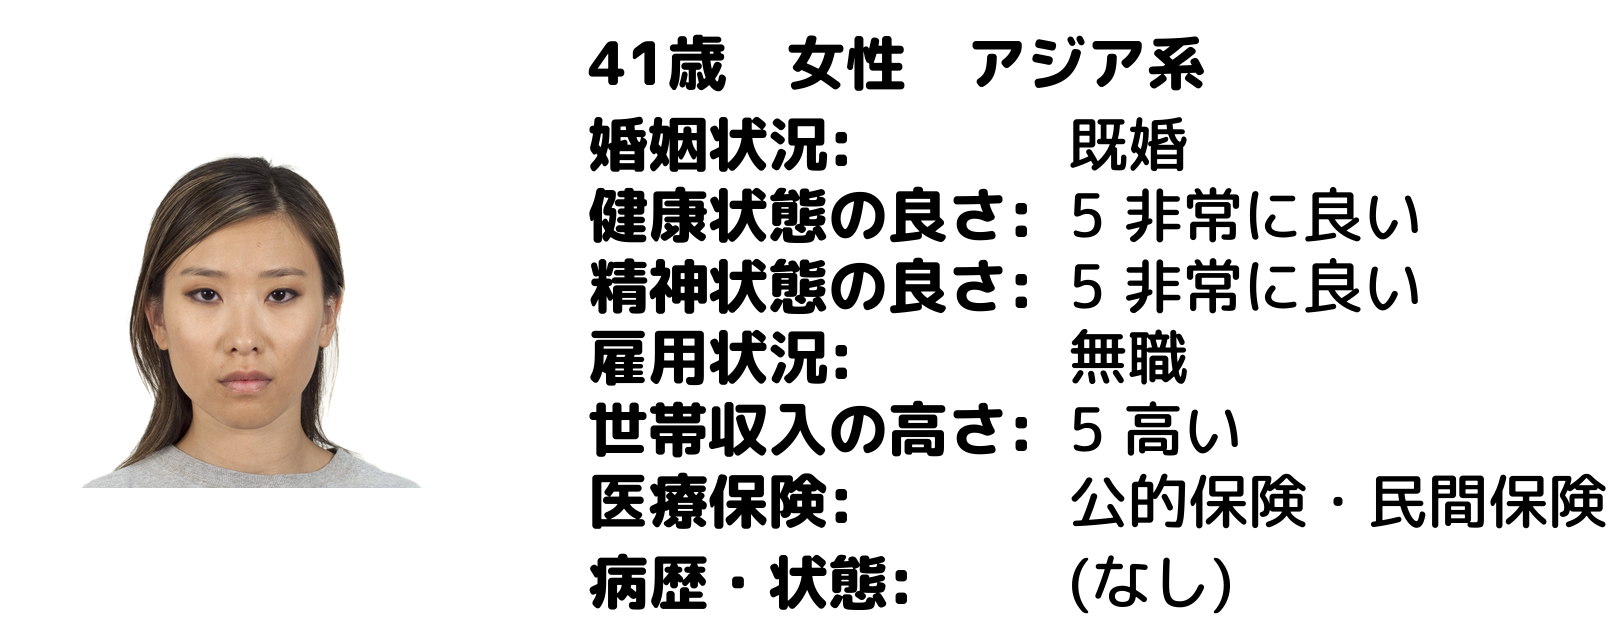 41歳　女性　アジア系
婚姻状況: 既婚
健康状態の良さ: 5 非常に良い
精神状態の良さ: 5 非常に良い
雇用状況: 無職
世帯収入の高さ: 5 高い
医療保険: 公的保険・民間保険
病歴・状態: (なし)